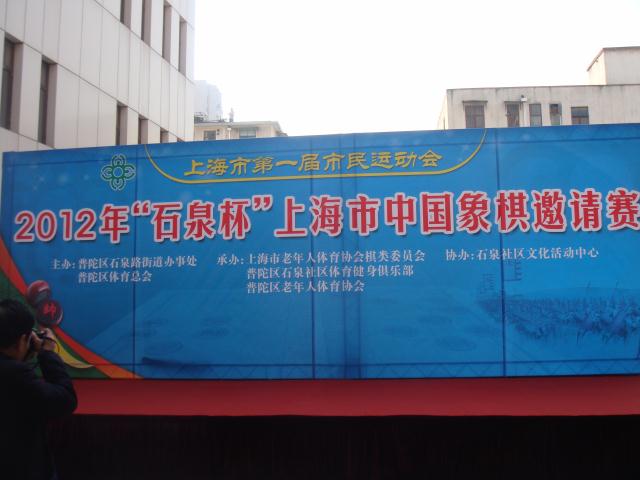 上海市第一届市民运动会
2012年“石泉杯”上海市中国象棋邀请赛
主办:普陀区石泉路街道办事处
普陀区体育总会
承办:上海市老年人体育协会棋类委员会
普陀区石泉社区体育健身俱乐部
普陀区老年人体育协会
协办:石泉社区文化活动中心
帅